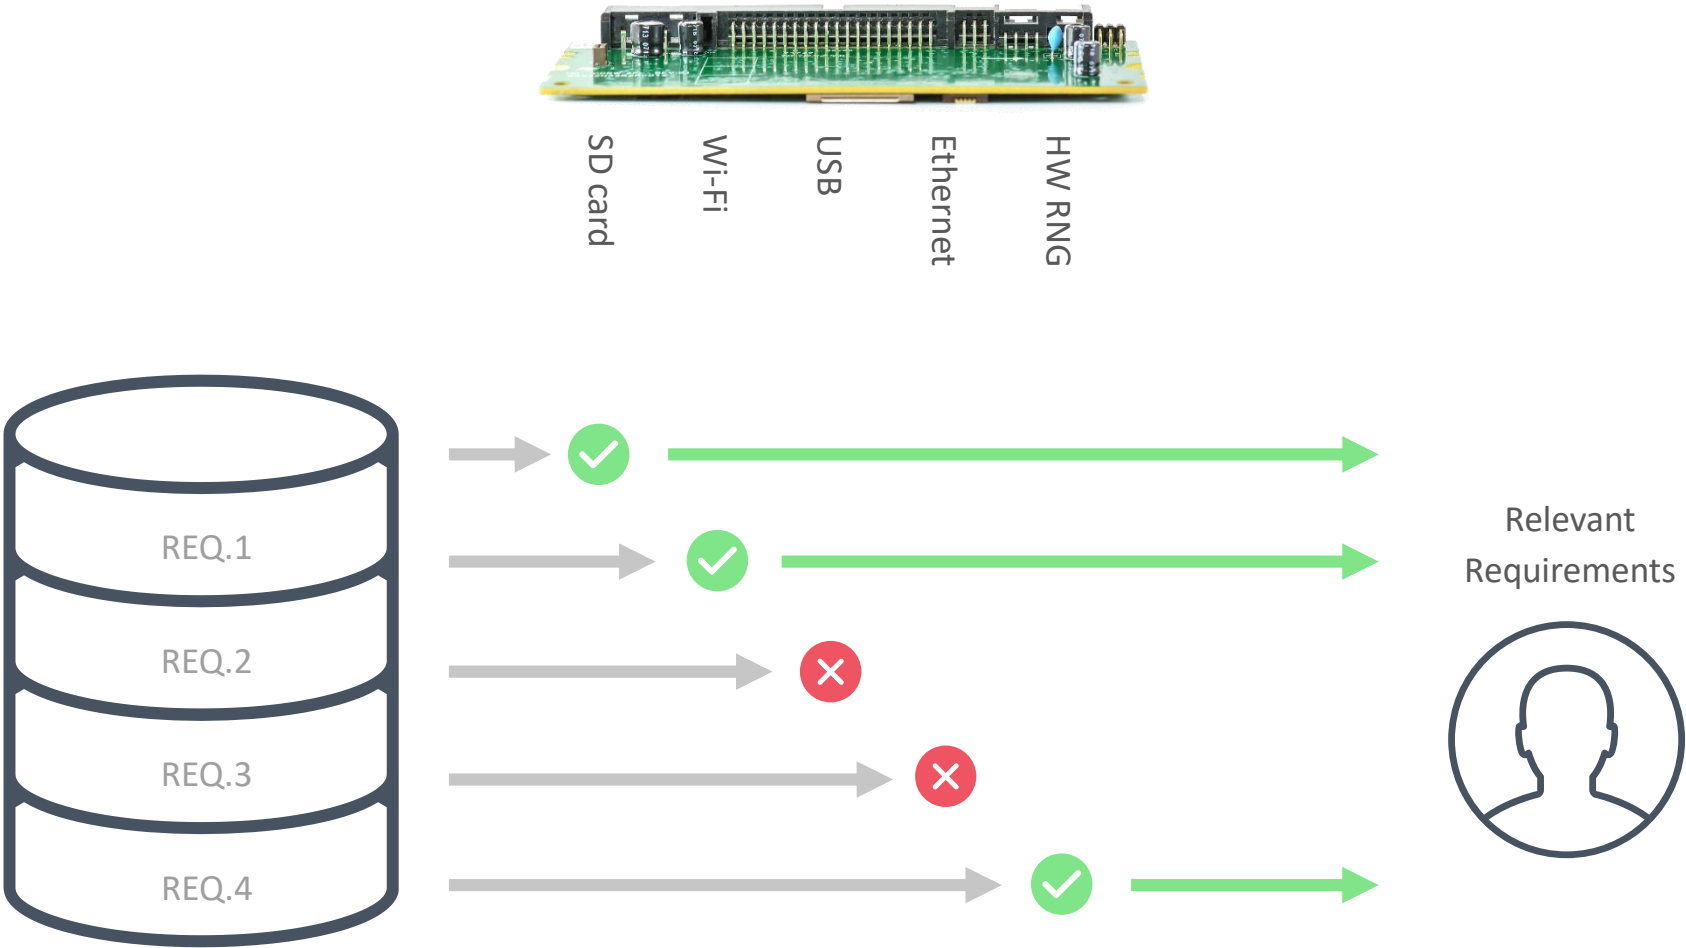 SD card
Wi-Fi
USB
Ethernet
HW RNG
REQ.1
REQ.2
REQ.3
REQ.4
Relevant
Requirements